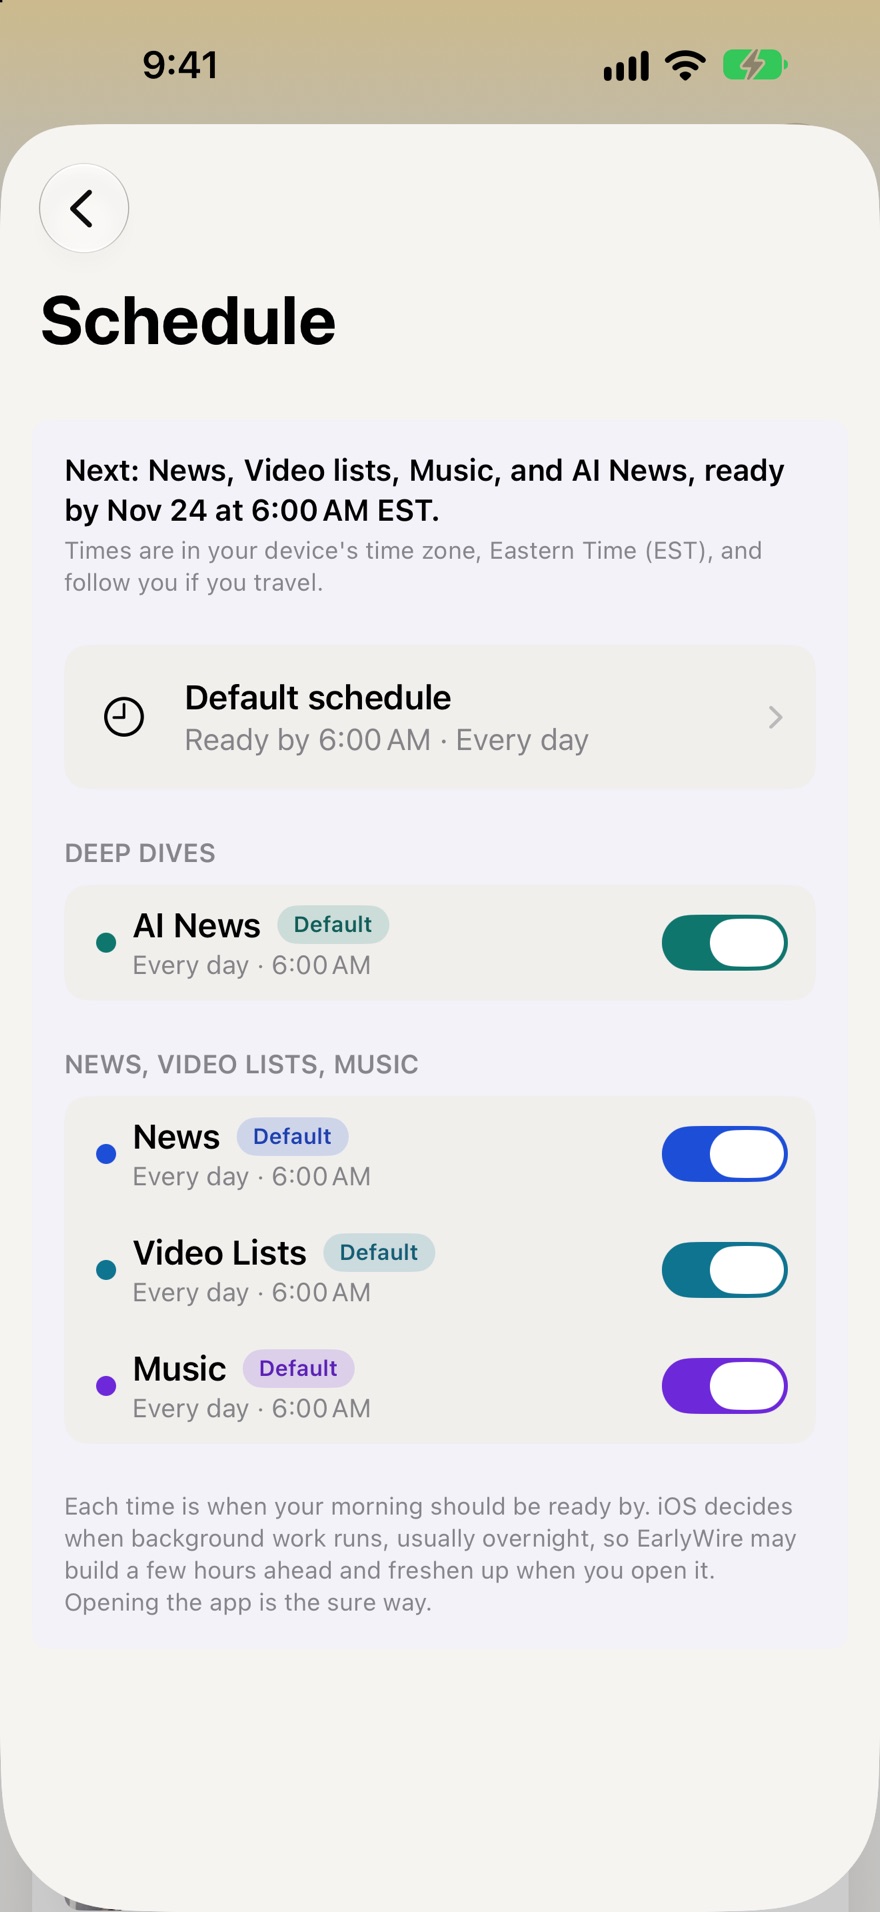 9:41
Schedule
Next: News, Video lists, Music, and AI News, ready
by Nov 24 at 6:00 AM EST.
Times are in your device's time zone, Eastern Time (EST), and
follow you if you travel.
Default schedule
Ready by 6:00 AM · Every day
DEEP DIVES
AI News Default
Every day · 6:00 AM
NEWS, VIDEO LISTS, MUSIC
News Default
Every day · 6:00 AM
Video Lists Default
Every day · 6:00 AM
Music Default
Every day · 6:00 AM
Each time is when your morning should be ready by. iOS decides
when background work runs, usually overnight, so EarlyWire may
build a few hours ahead and freshen up when you open it.
Opening the app is the sure way.